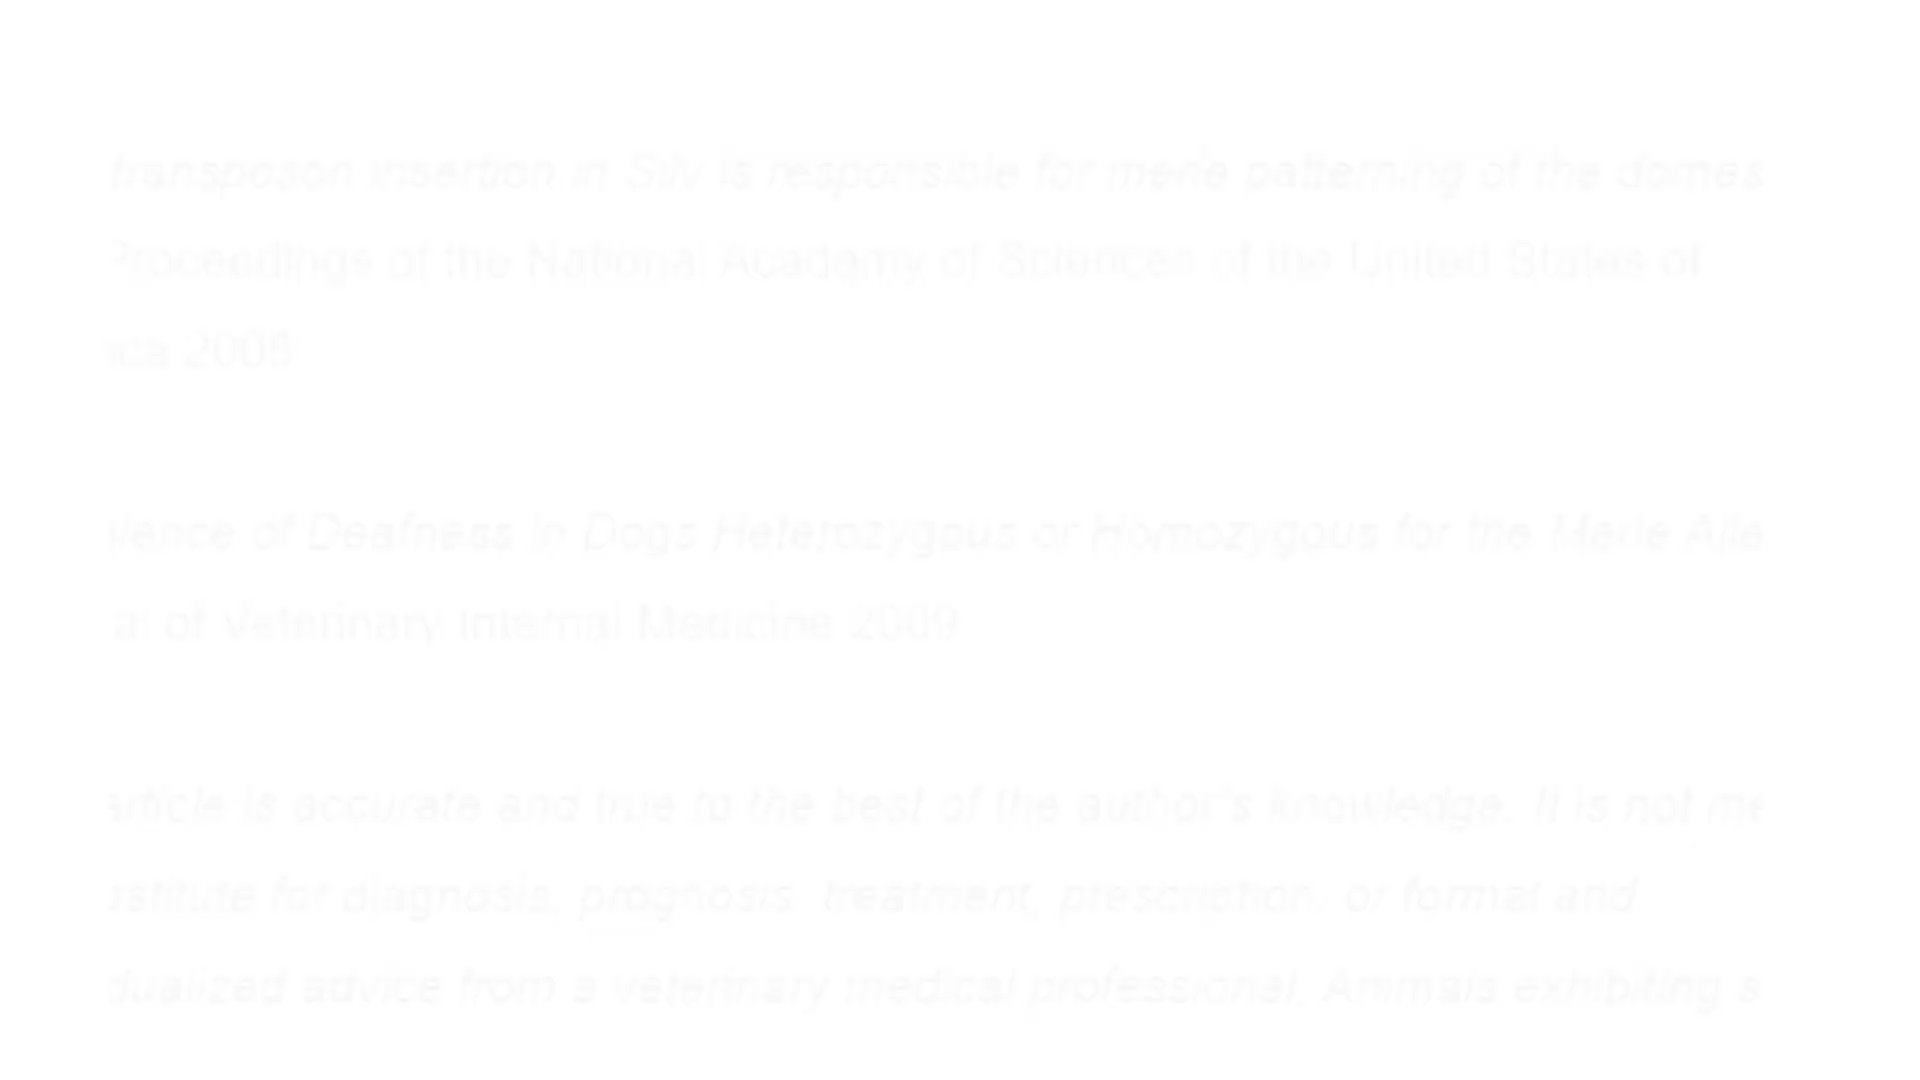 transposon insertion in Silv is responsible for merle patterning of the domes
Proceedings of the National Academy of Sciences of the United States of
ica 2006
lence of Deafness in Dogs Heterozygous or Homozygous for the Merle Alle
al of Veterinary Internal Medicine 2009
article is accurate and true to the best of the author's knowledge. It is not me
stitute for diagnosis, prognosis, treatment, prescription, or formal and
dualized advice from a veterinary medical professional. Animals exhibiting s